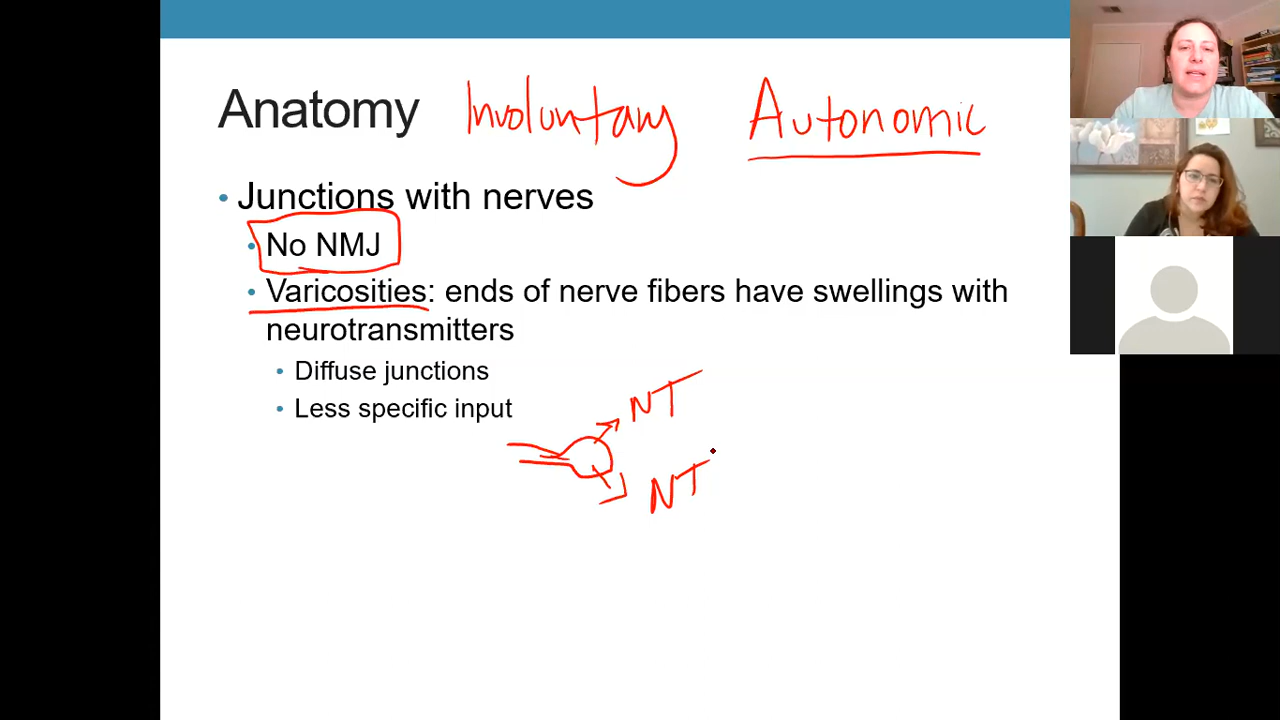 Anatomy Involuntary Autonomic
• Junctions with nerves
• No NMJ
• Varicosities: ends of nerve fibers have swellings with
neurotransmitters
• Diffuse junctions
• Less specific input
NT
NT